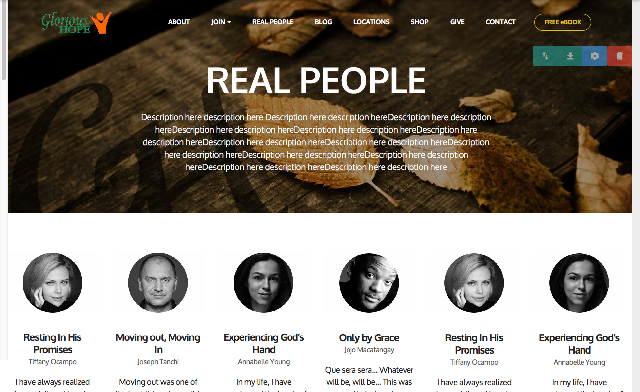 Glorious HOPE
ABOUT JOIN REAL PEOPLE BLOG LOCATIONS SHOP GIVE CONTACT FREE eBOOK
REAL PEOPLE
Description here description here Description here description hereDescription here description
hereDescription here description hereDescription here description hereDescription here
description hereDescription here description hereDescription here description hereDescription
here description hereDescription here description hereDescription here description
hereDescription here description hereDescription here description here
Resting In His Promises
Tiffany Ocampo
I have always realized
Moving out, Moving In
Joseph Tanchi
Moving out was one of
Experiencing God's Hand
Annabelle Young
In my life, I have
Only by Grace
Jojo Macatangay
Que sera sera... Whatever
will be, will be... This was
Resting In His Promises
Tiffany Ocampo
I have always realized
Experiencing God's Hand
Annabelle Young
In my life, I have